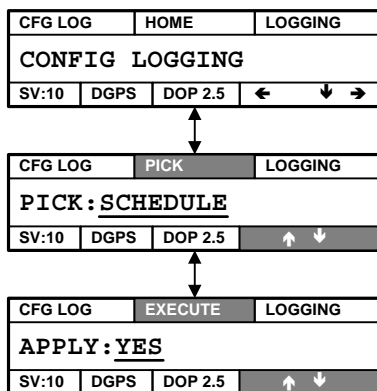 CFG LOG HOME LOGGING
CONFIG LOGGING
SV:10 DGPS DOP 2.5 ← ↓ →
CFG LOG PICK LOGGING
PICK:SCHEDULE
SV:10 DGPS DOP 2.5 ↑ ↓
CFG LOG EXECUTE LOGGING
APPLY:YES
SV:10 DGPS DOP 2.5 ↑ ↓